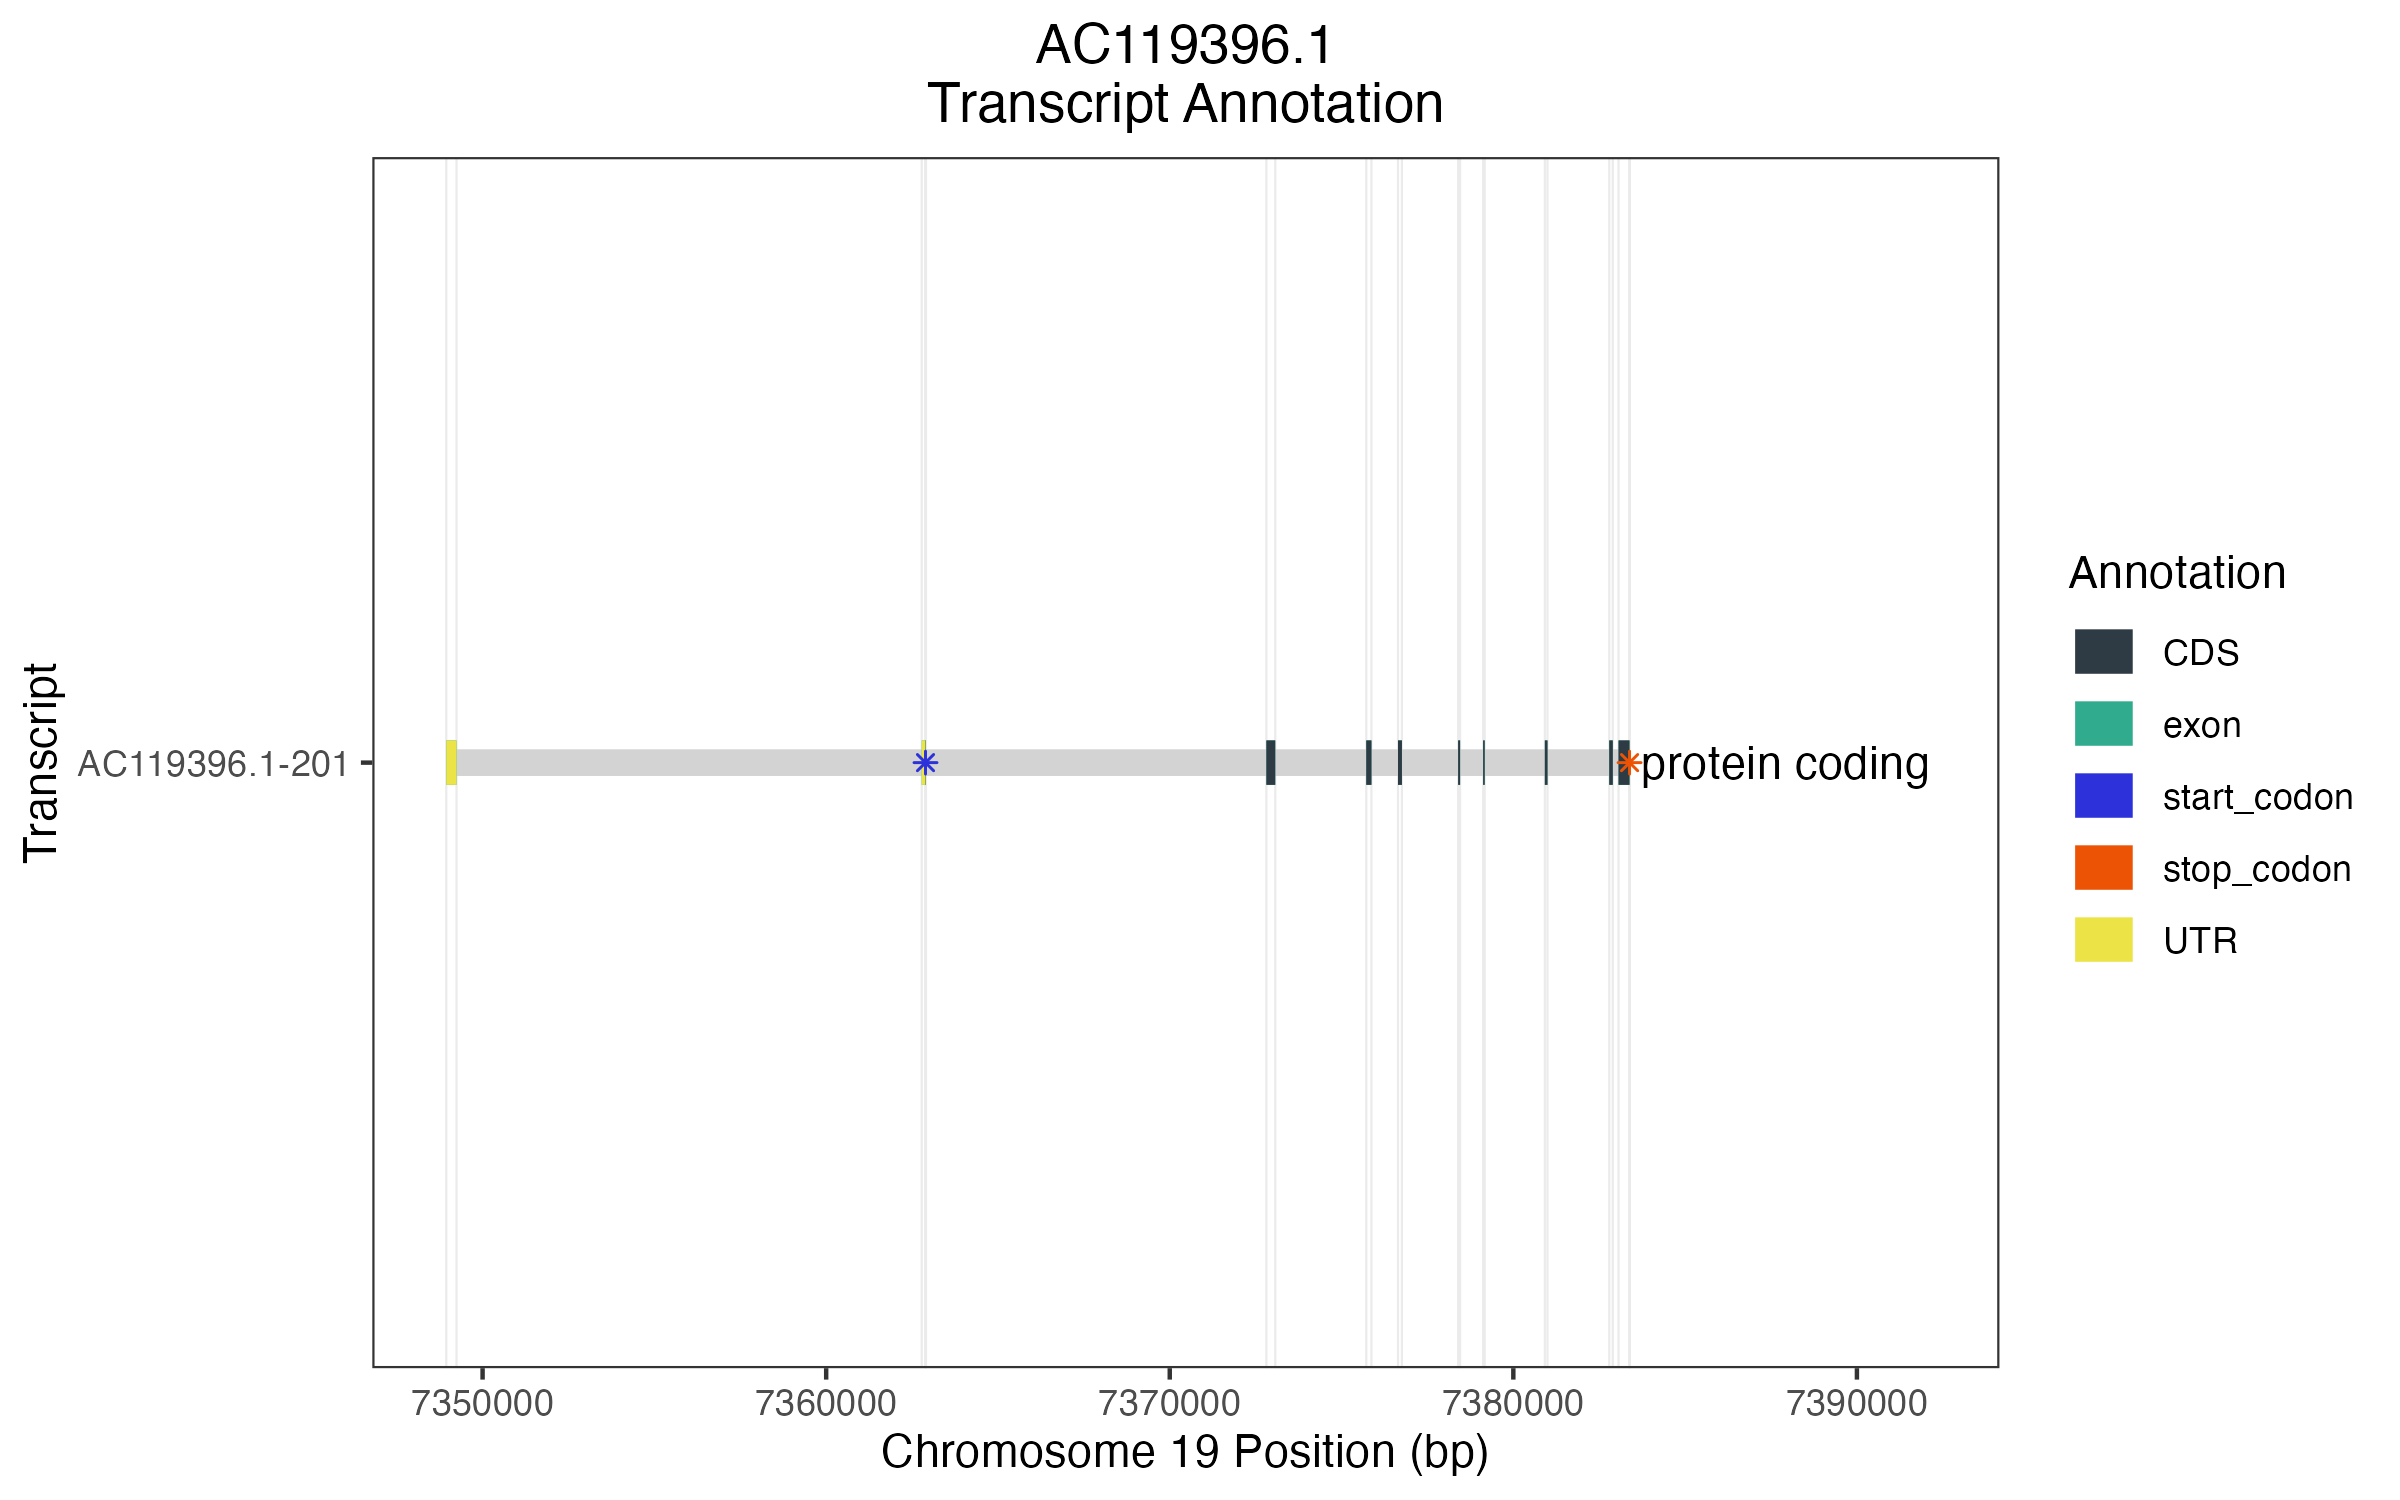 AC119396.1
Transcript Annotation
Transcript
AC119396.1-201
protein coding
7350000 7360000 7370000 7380000 7390000
Chromosome 19 Position (bp)
Annotation
CDS
exon
start_codon
stop_codon
UTR